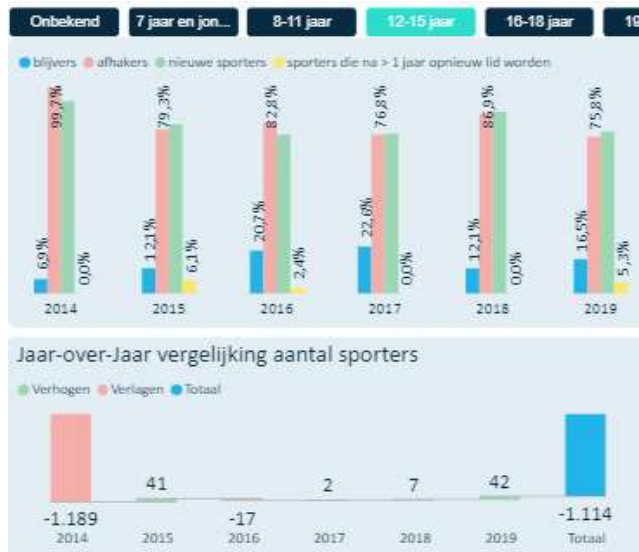 Onbekend 7 jaar en jon... 8-11 jaar 12-15 jaar 16-18 jaar 19
blijvers afhakers nieuwe sporters sporters die na > 1 jaar opnieuw lid worden
6,9% 99,7% 0,0% 12,1% 79,3% 6,1% 20,7% 82,8% 2,4% 22,6% 76,8% 0,0% 12,1% 86,9% 0,0% 16,5% 75,8% 5,3%
2014 2015 2016 2017 2018 2019
Jaar-over-Jaar vergelijking aantal sporters
Verhogen Verlagen Totaal
41 2 7 42
-1.189 -17 -1.114
2014 2015 2016 2017 2018 2019 Totaal